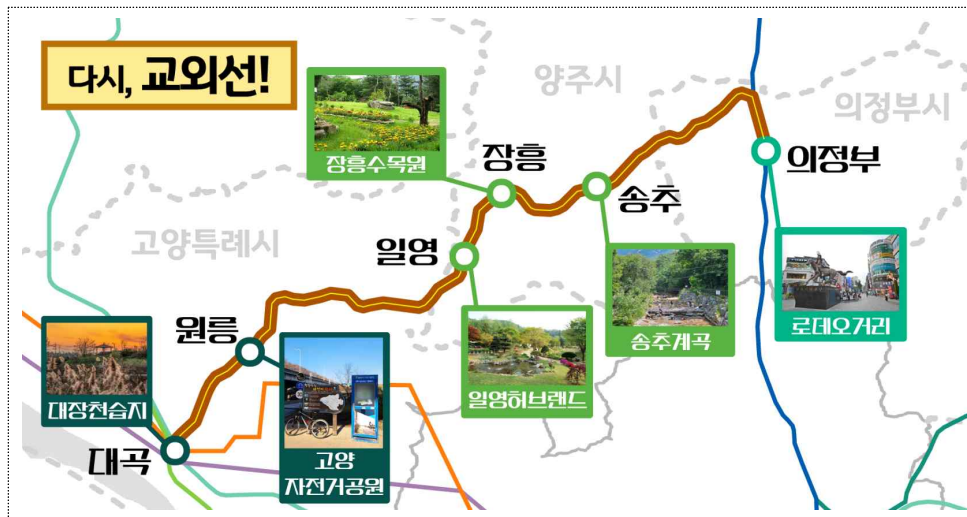 다시, 교외선!
양주시
의정부시
고양특례시
장흥수목원
장흥
송추
의정부
일영
원릉
대곡
대장천습지
고양
자전거공원
일영허브랜드
송추계곡
로데오거리